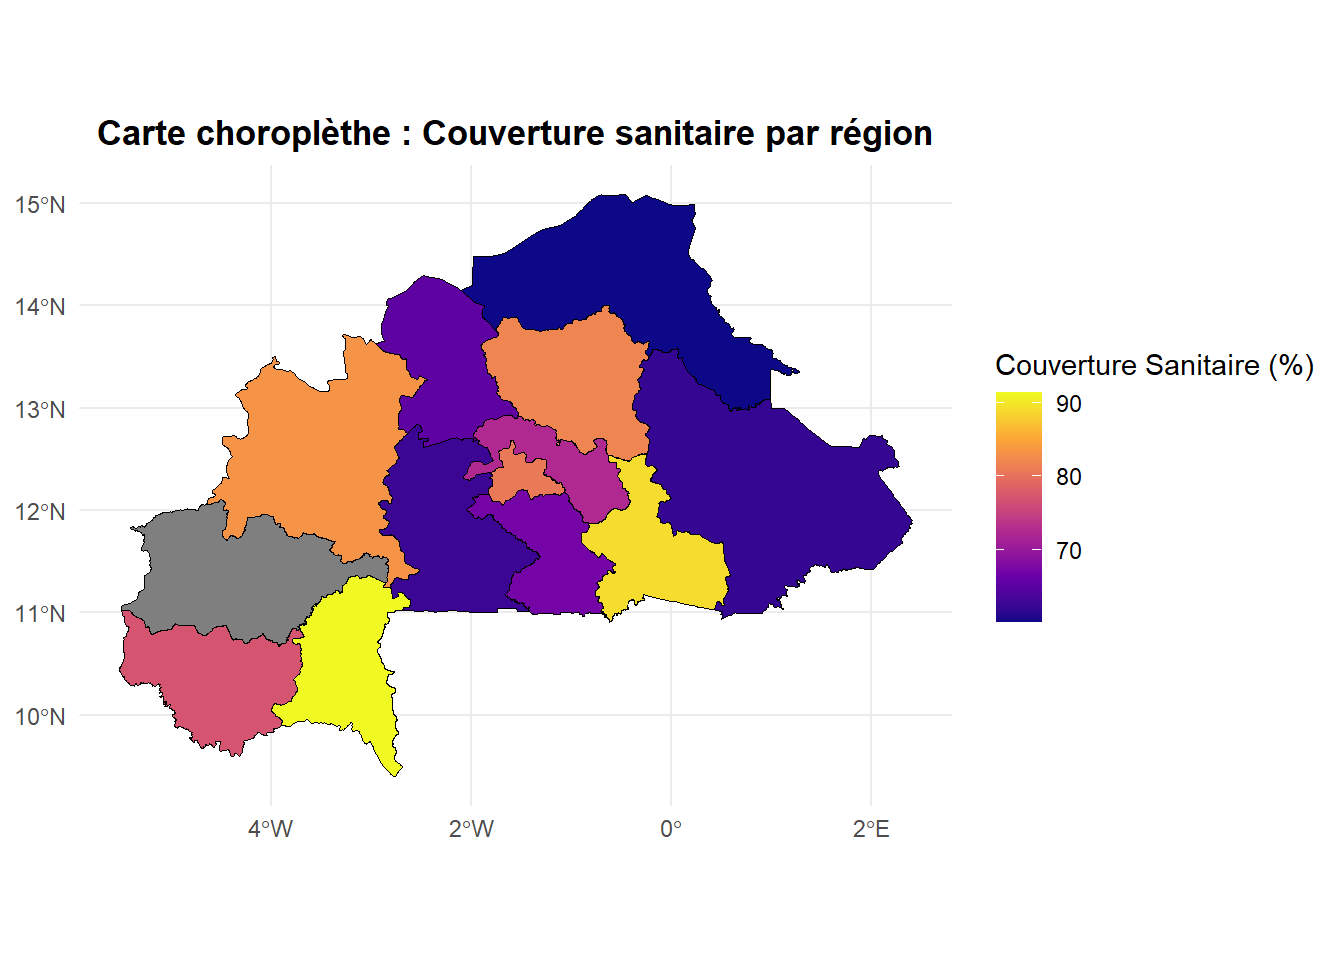 Carte choroplèthe : Couverture sanitaire par région
15°N
14°N
13°N
12°N
11°N
10°N
4°W
2°W
0°
2°E
Couverture Sanitaire (%)
90
80
70